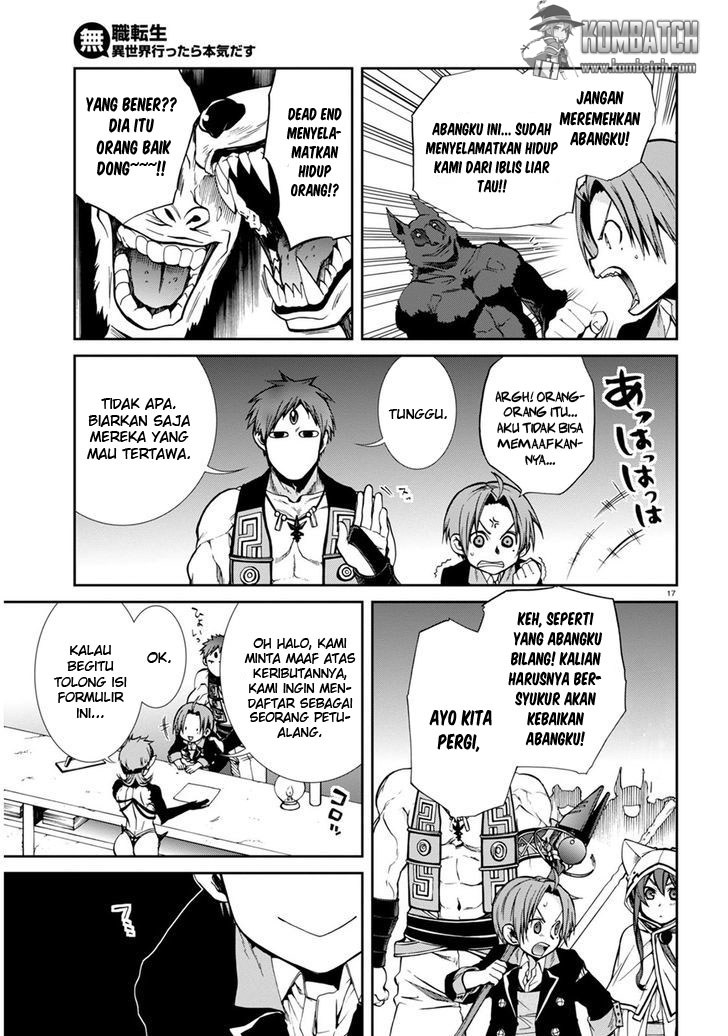 無職転生
異世界行ったら本気だす
KOMBATCH
www.kombatch.com
JANGAN
MEREMEHKAN
ABANGKU!
ABANGKU INI... SUDAH
MENYELAMATKAN HIDUP
KAMI DARI IBLIS LIAR
TAU!!
DEAD END
MENYELA-
MATKAN
HIDUP
ORANG!?
YANG BENER??
DIA ITU
ORANG BAIK
DONG~~~!!
あっはっはっは
ARGH! ORANG-
ORANG ITU...
AKU TIDAK BISA
MEMAAFKAN-
NYA...
TUNGGU.
TIDAK APA.
BIARKAN SAJA
MEREKA YANG
MAU TERTAWA.
17
KEH, SEPERTI
YANG ABANGKU
BILANG! KALIAN
HARUSNYA BER-
SYUKUR AKAN
KEBAIKAN
ABANGKU!
AYO KITA
PERGI,
OH HALO, KAMI
MINTA MAAF ATAS
KERIBUTANNYA,
KAMI INGIN MEN-
DAFTAR SEBAGAI
SEORANG PETU-
ALANG.
OK.
KALAU
BEGITU
TOLONG ISI
FORMULIR
INI...
コロッ